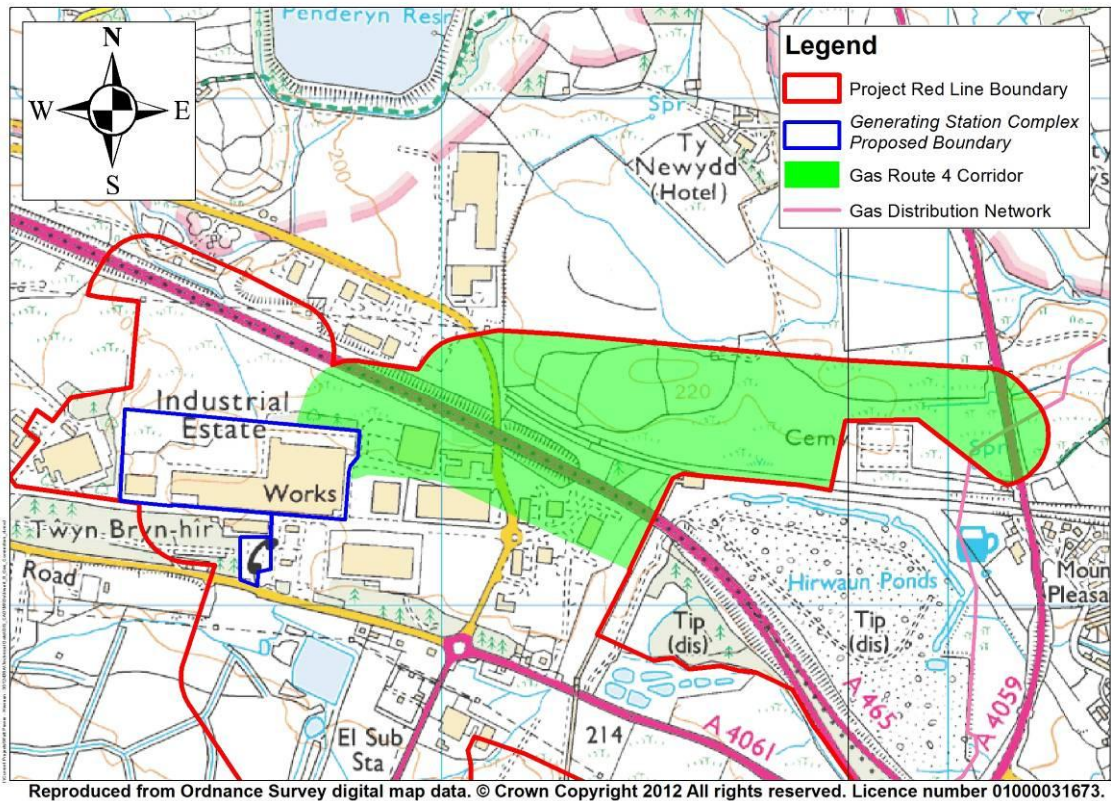 Penderyn Resr
N
W
E
S
Legend
Project Red Line Boundary
Generating Station Complex
Proposed Boundary
Gas Route 4 Corridor
Gas Distribution Network
Spr
Ty
Newydd
(Hotel)
200
220
Industrial
Estate
Works
Cemy
Spr
Twyn Bryn-hir
Road
Hirwaun Ponds
Tip
(dis)
Tip
(dis)
Moun
Pleasa
A 465
A 4059
A 4061
214
El Sub
Sta
Reproduced from Ordnance Survey digital map data. © Crown Copyright 2012 All rights reserved. Licence number 01000031673.